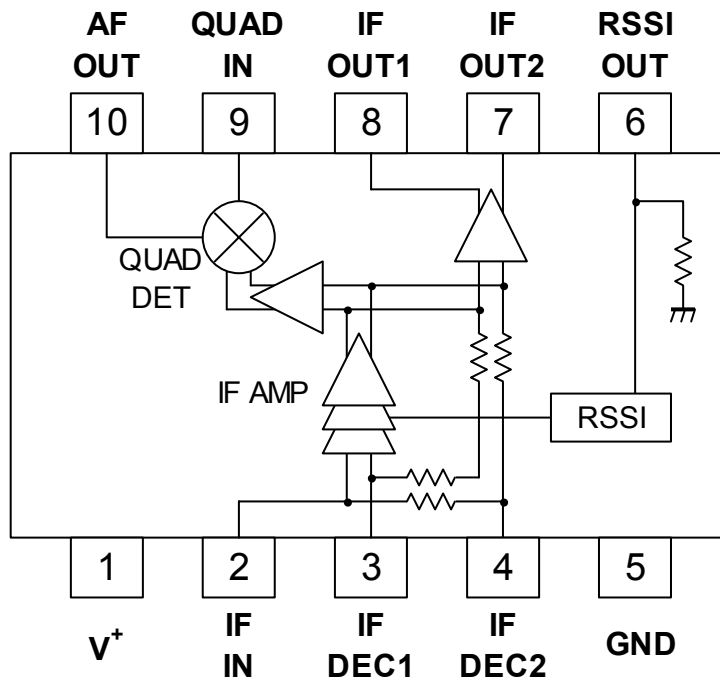 AF QUAD IF IF RSSI
OUT IN OUT1 OUT2 OUT
10 9 8 7 6
QUAD
DET
IF AMP
RSSI
1 2 3 4 5
V+ IF IF IF GND
IN DEC1 DEC2